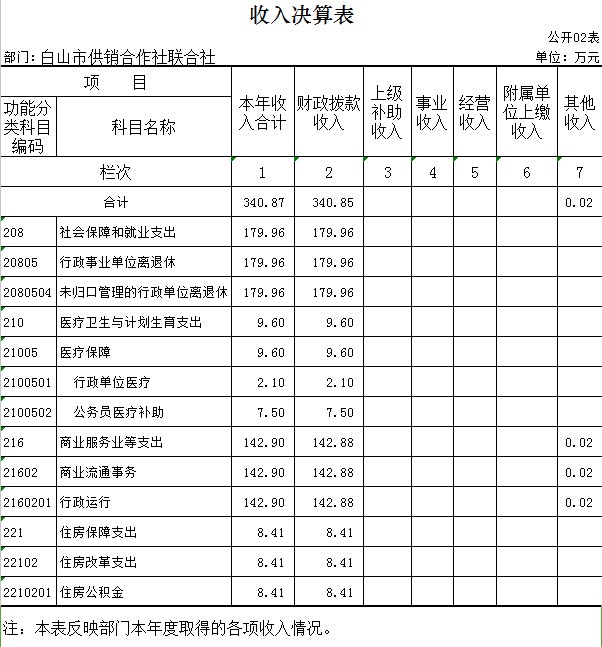 收入决算表
公开02表
部门：白山市供销合作社联合社 单位：万元
项 目 本年收入合计 财政拨款收入 上级补助收入 事业收入 经营收入 附属单位上缴收入 其他收入
功能分类科目编码 科目名称
栏次 1 2 3 4 5 6 7
合计 340.87 340.85 0.02
208 社会保障和就业支出 179.96 179.96
20805 行政事业单位离退休 179.96 179.96
2080504 未归口管理的行政单位离退休 179.96 179.96
210 医疗卫生与计划生育支出 9.60 9.60
21005 医疗保障 9.60 9.60
2100501 行政单位医疗 2.10 2.10
2100502 公务员医疗补助 7.50 7.50
216 商业服务业等支出 142.90 142.88 0.02
21602 商业流通事务 142.90 142.88 0.02
2160201 行政运行 142.90 142.88 0.02
221 住房保障支出 8.41 8.41
22102 住房改革支出 8.41 8.41
2210201 住房公积金 8.41 8.41
注：本表反映部门本年度取得的各项收入情况。